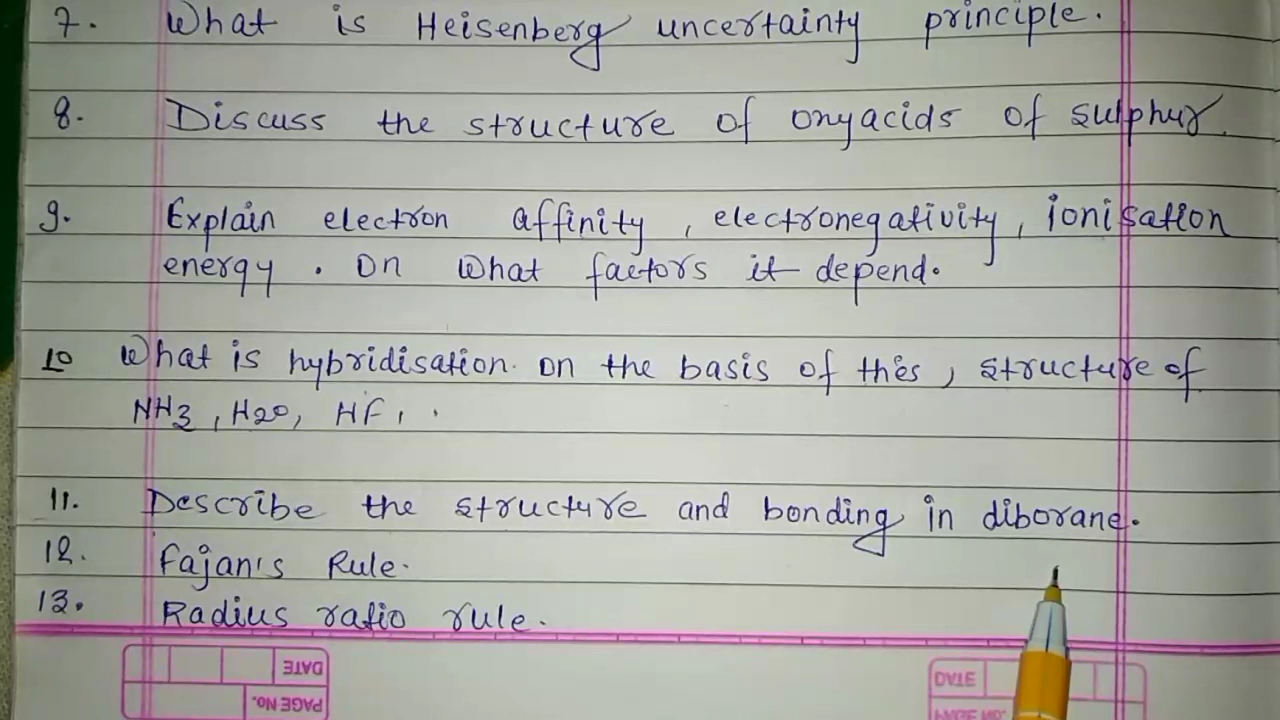 7. What is Heisenberg uncertainty principle.
8. Discuss the structure of oxyacids of sulphur.
9. Explain electron affinity, electronegativity, ionisation
energy. On what factors it depend.
10 What is hybridisation. On the basis of this, structure of
NH3, H2O, HF, .
11. Describe the structure and bonding in diborane.
12. Fajan's Rule.
13. Radius ratio rule.
DATE
PAGE No.
DATE
PAGE No.